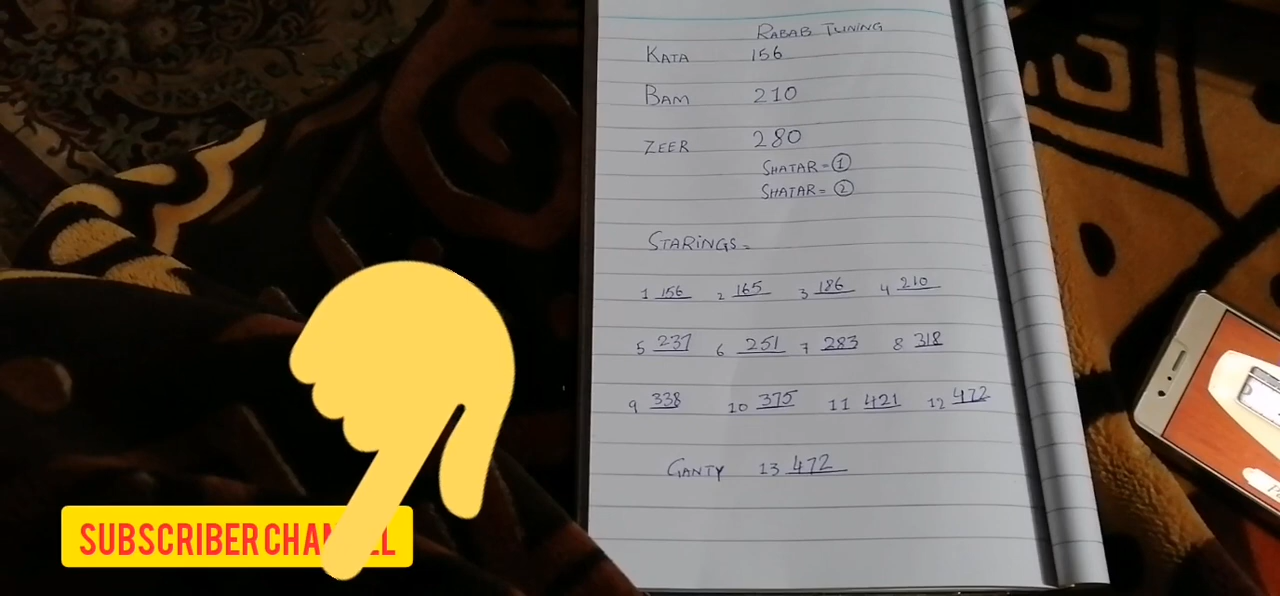 RABAB TUNING
KATA 156
BAM 210
ZEER 280
SHATAR = 1
SHATAR = 2
STARINGS =
1 156 2 165 3 186 4 210
5 237 6 251 7 283 8 318
9 338 10 375 11 421 12 472
GANTY 13 472
SUBSCRIBER